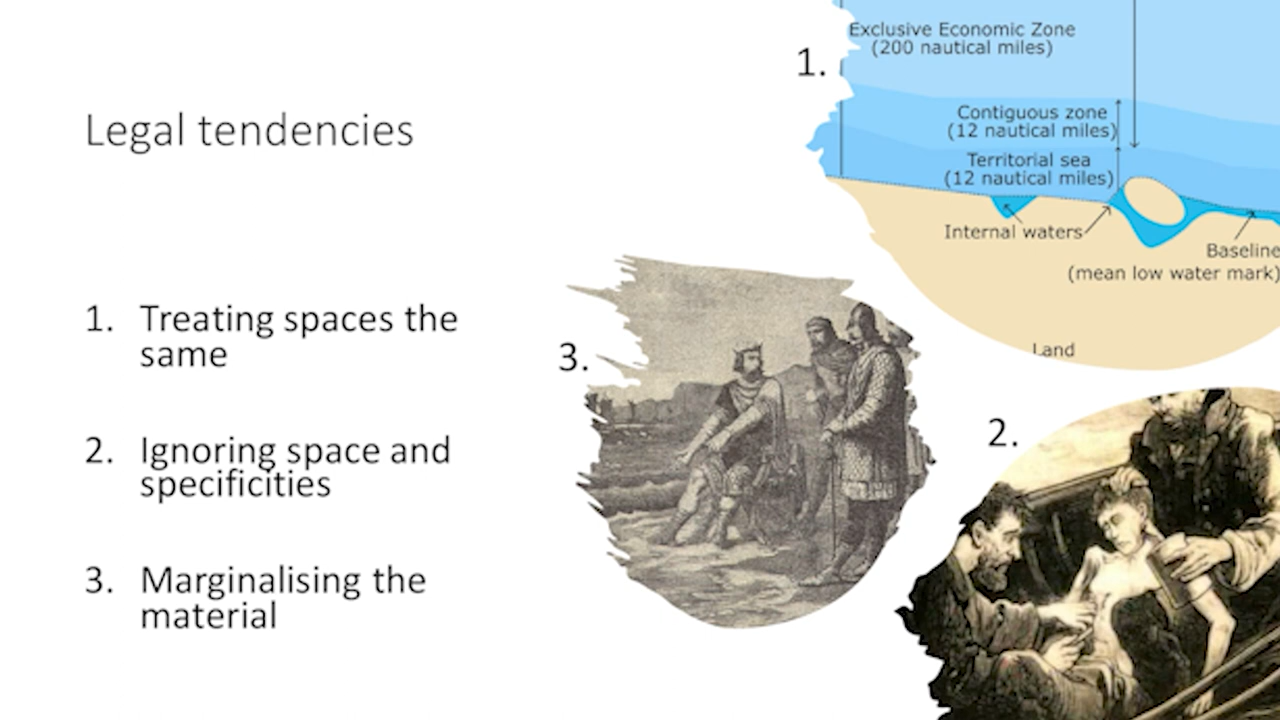 Legal tendencies
1. Treating spaces the
same
2. Ignoring space and
specificities
3. Marginalising the
material
1.
Exclusive Economic Zone
(200 nautical miles)
Contiguous zone
(12 nautical miles)
Territorial sea
(12 nautical miles)
Internal waters
Baseline
(mean low water mark)
Land
3.
2.